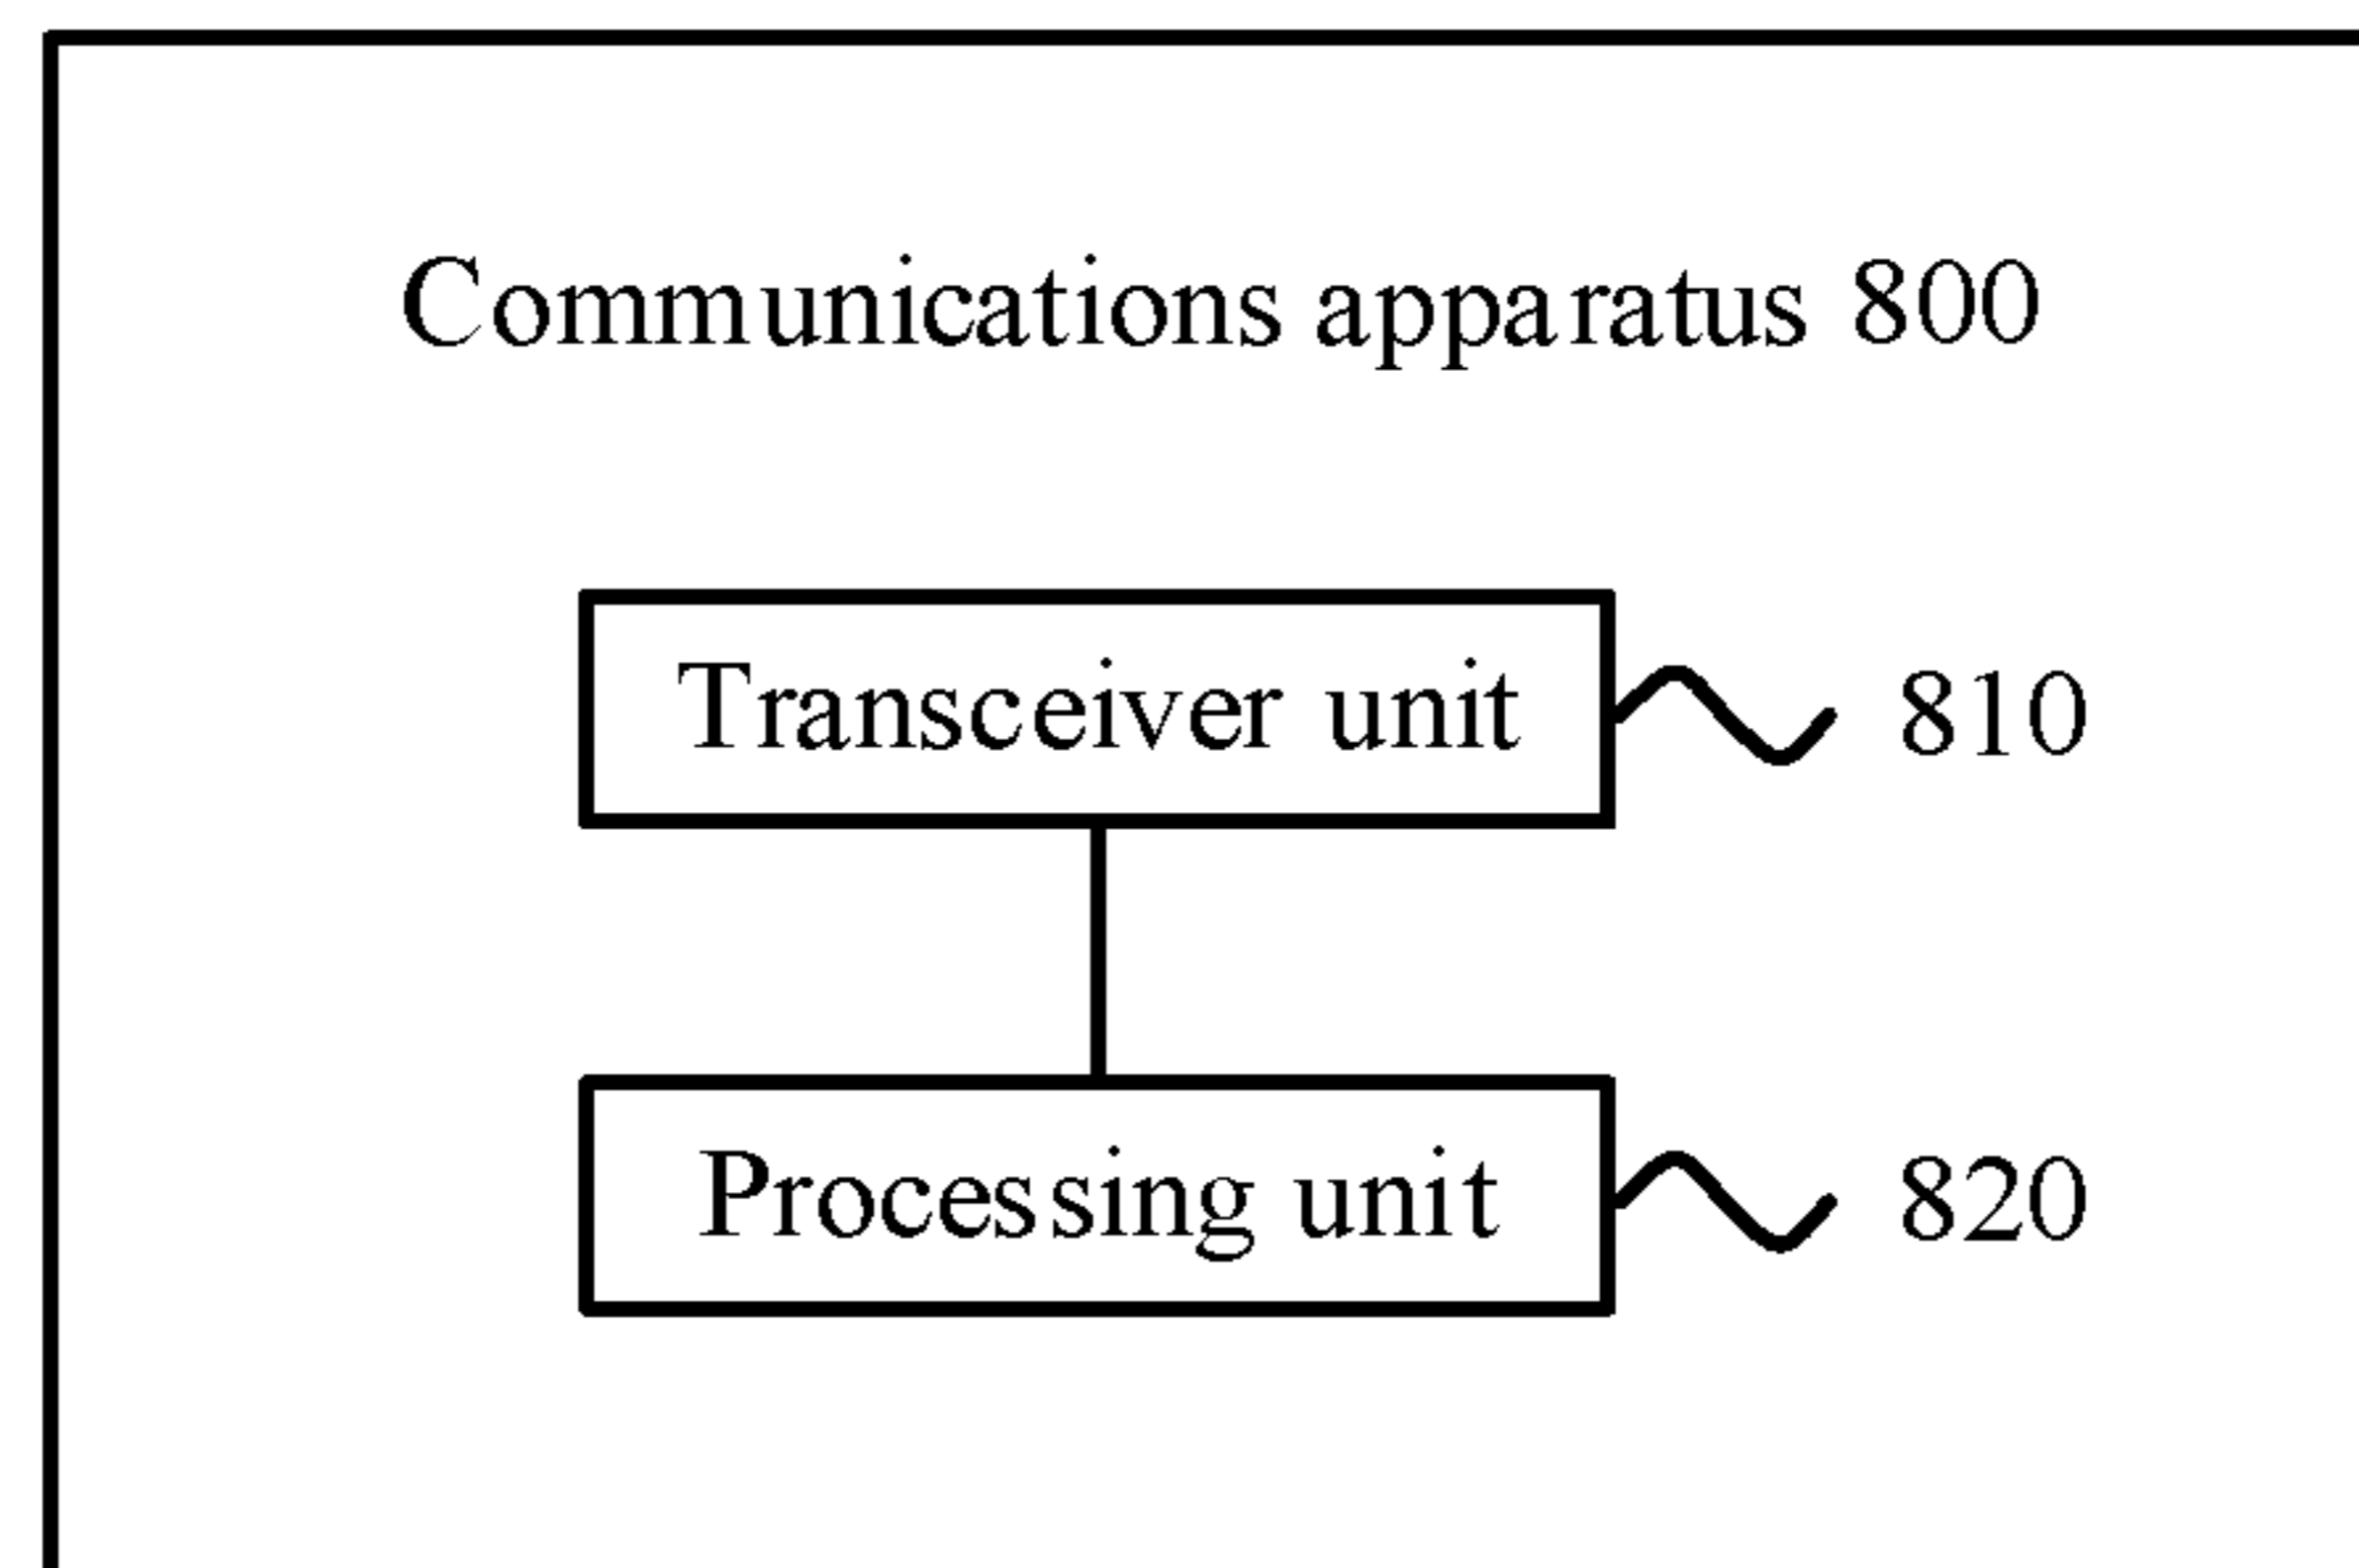 Communications apparatus 800
Transceiver unit 810
Processing unit 820